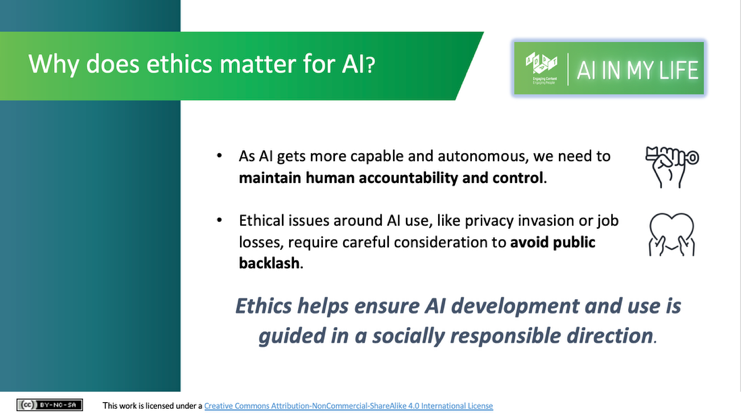 Why does ethics matter for AI?
AI IN MY LIFE
• As AI gets more capable and autonomous, we need to
maintain human accountability and control.
• Ethical issues around AI use, like privacy invasion or job
losses, require careful consideration to avoid public
backlash.
Ethics helps ensure AI development and use is
guided in a socially responsible direction.
BY-NC-SA
This work is licensed under a Creative Commons Attribution-NonCommercial-ShareAlike 4.0 International License